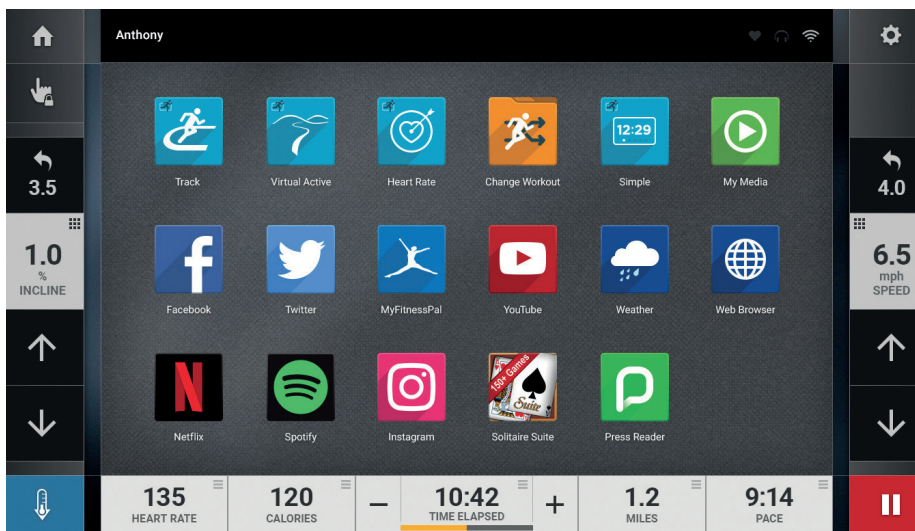 Anthony
3.5
4.0
12:29
Track
Virtual Active
Heart Rate
Change Workout
Simple
My Media
1.0
%
INCLINE
6.5
mph
SPEED
Facebook
Twitter
MyFitnessPal
YouTube
Weather
Web Browser
150+ Games
Suite
Netflix
Spotify
Instagram
Solitaire Suite
Press Reader
135
HEART RATE
120
CALORIES
10:42
TIME ELAPSED
1.2
MILES
9:14
PACE